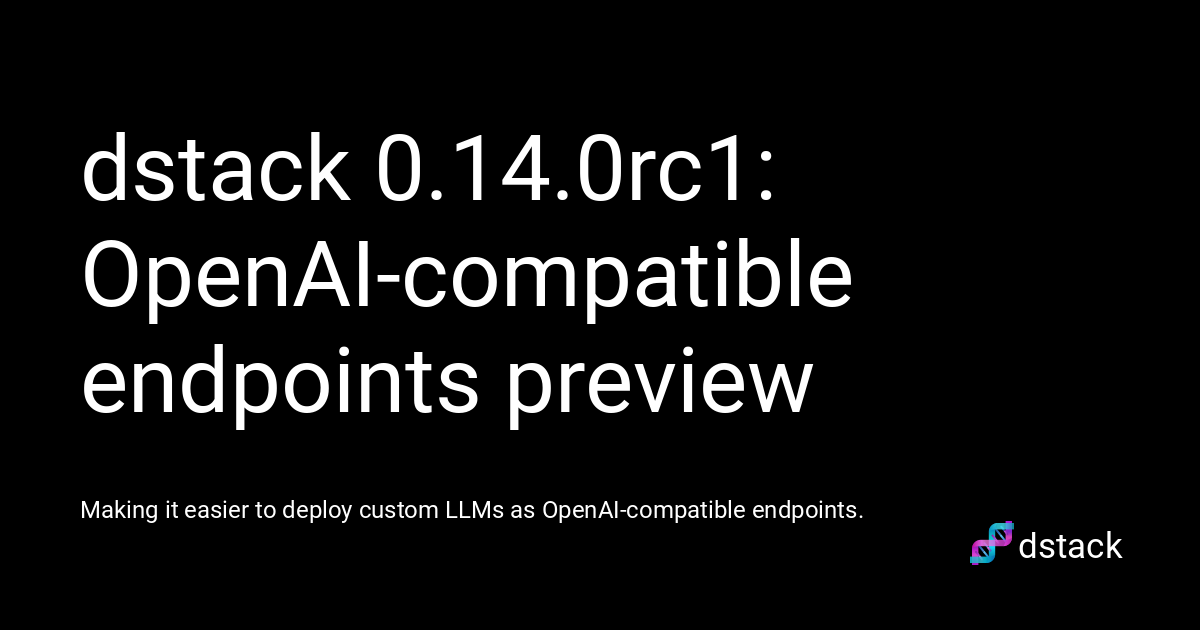 dstack 0.14.0rc1:
OpenAI-compatible
endpoints preview
Making it easier to deploy custom LLMs as OpenAI-compatible endpoints.
dstack